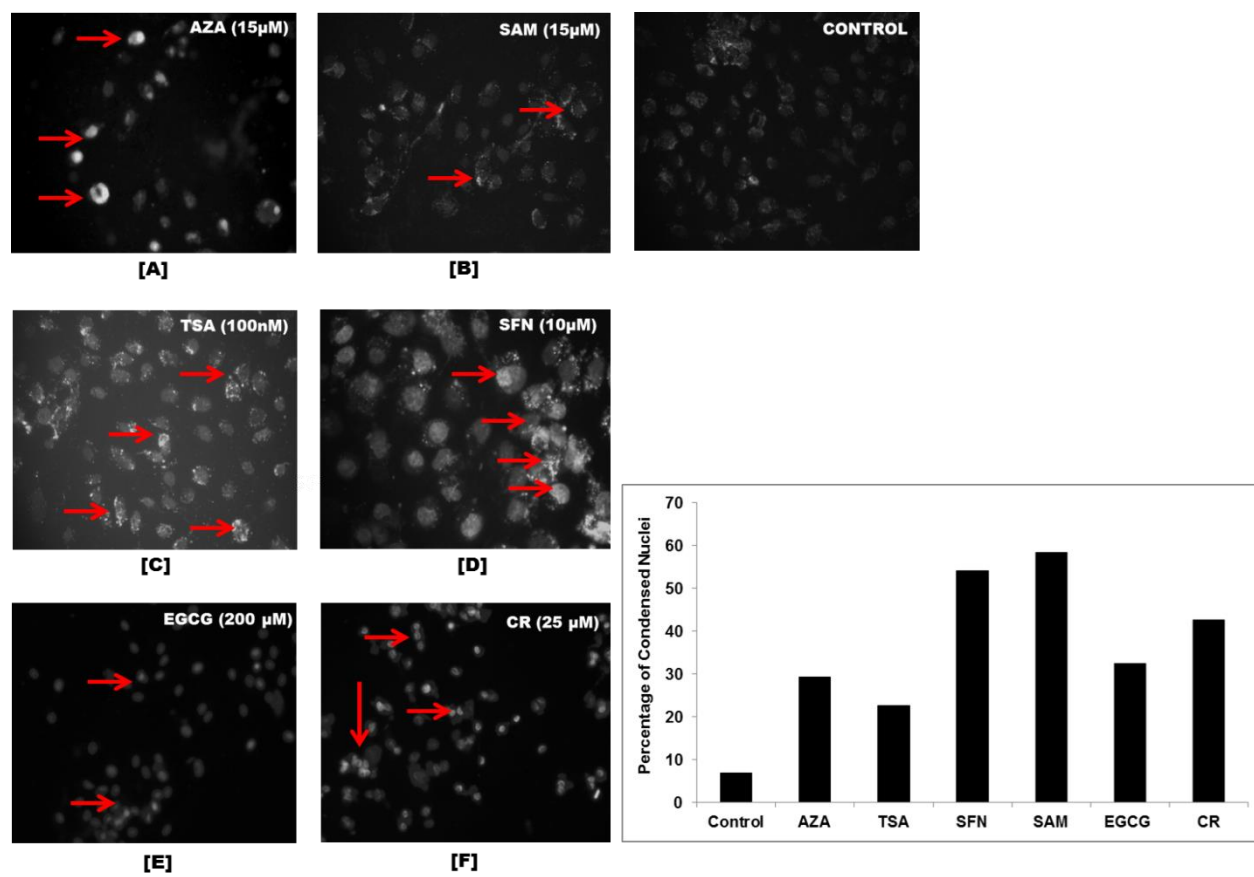 AZA (15µM)
SAM (15µM)
CONTROL
[A]
[B]
TSA (100nM)
SFN (10µM)
[C]
[D]
EGCG (200 µM)
CR (25 µM)
[E]
[F]
Percentage of Condensed Nuclei
70
60
50
40
30
20
10
0
Control AZA TSA SFN SAM EGCG CR